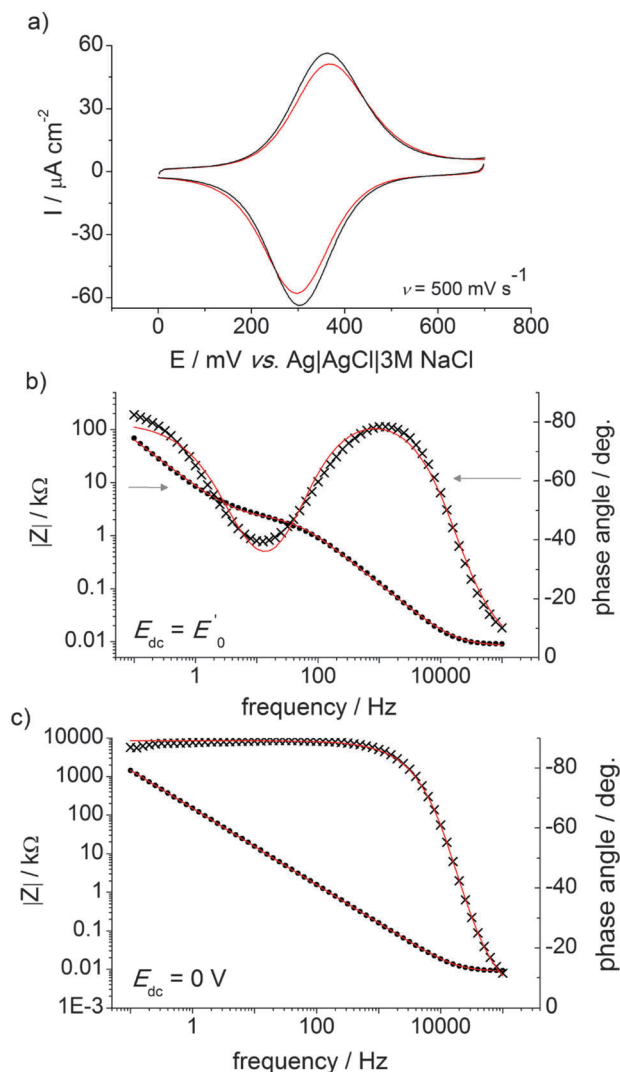 a)
60
30
0
-30
-60
I / µA cm-2
ν = 500 mV s-1
0 200 400 600 800
E / mV vs. Ag|AgCl|3M NaCl
b)
100
10
1
0.1
0.01
|Z| / kΩ
-80
-60
-40
-20
0
phase angle / deg.
Edc = E'0
1 100 10000
frequency / Hz
c)
10000
1000
100
10
1
0.1
0.01
1E-3
|Z| / kΩ
-80
-60
-40
-20
0
phase angle / deg.
Edc = 0 V
1 100 10000
frequency / Hz